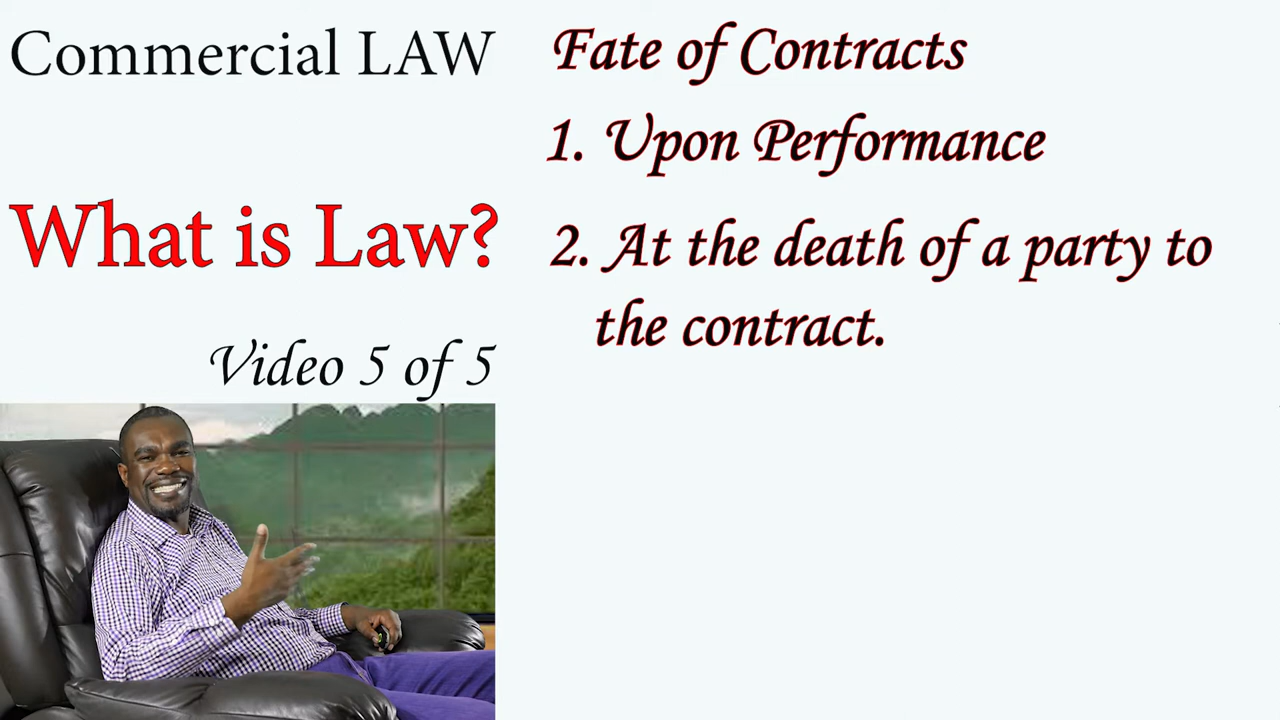 Commercial LAW
What is Law?
Video 5 of 5
Fate of Contracts
1. Upon Performance
2. At the death of a party to
the contract.